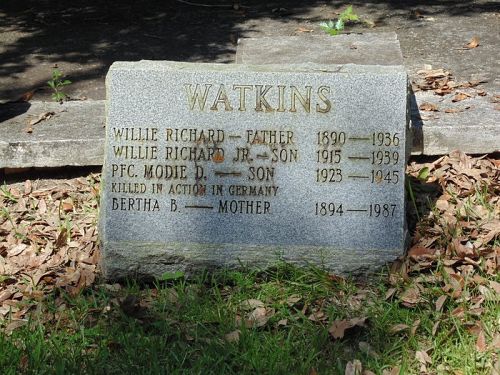 WATKINS
WILLIE RICHARD — FATHER 1890 — 1936
WILLIE RICHARD JR. — SON 1915 — 1939
PFC. MODIE D. — SON 1923 — 1945
KILLED IN ACTION IN GERMANY
BERTHA B. — MOTHER 1894 — 1987